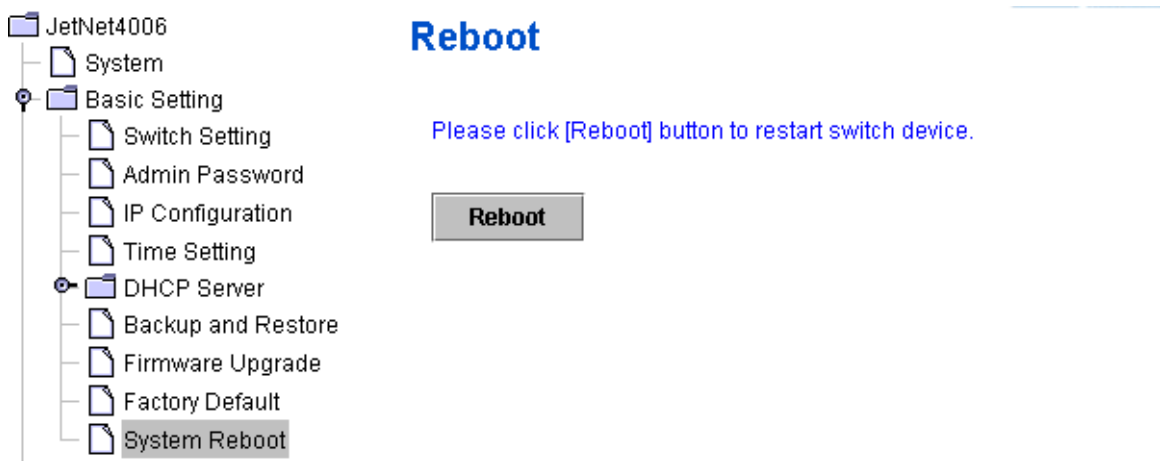 JetNet4006
System
Basic Setting
Switch Setting
Admin Password
IP Configuration
Time Setting
DHCP Server
Backup and Restore
Firmware Upgrade
Factory Default
System Reboot
Reboot
Please click [Reboot] button to restart switch device.
Reboot